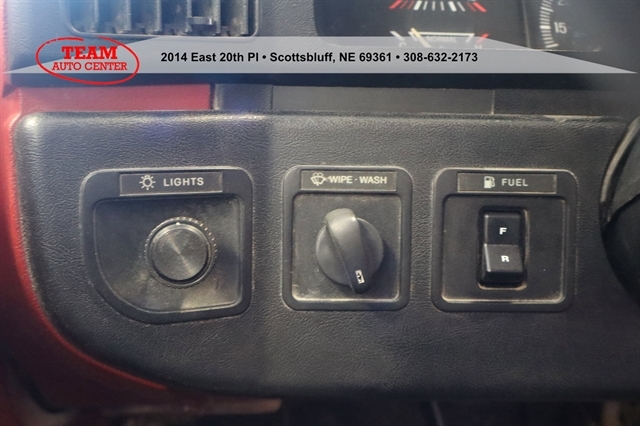 TEAM
AUTO CENTER
2014 East 20th Pl • Scottsbluff, NE 69361 • 308-632-2173
15
LIGHTS
WIPE - WASH
FUEL
F
R